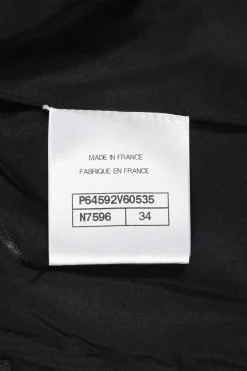 MADE IN FRANCE
FABRIQUE EN FRANCE
P64592V60535
N7596 34